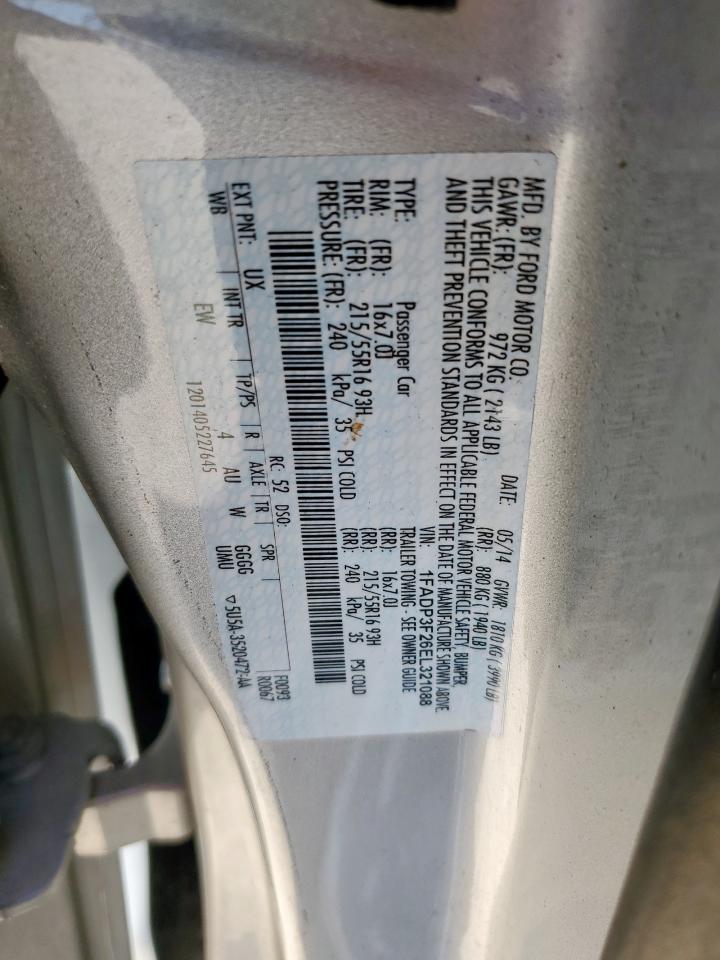 MFD. BY FORD MOTOR CO.
DATE: 05/14 GVWR: 1810 KG (3990 LB)
GAWR: (FR): 972 KG (2143 LB) (RR): 880 KG (1940 LB)
THIS VEHICLE CONFORMS TO ALL APPLICABLE FEDERAL MOTOR VEHICLE SAFETY, BUMPER,
AND THEFT PREVENTION STANDARDS IN EFFECT ON THE DATE OF MANUFACTURE SHOWN ABOVE.
VIN: 1FADP3F26EL321088
TYPE: Passenger Car TRAILER TOWING - SEE OWNER GUIDE
RIM: (FR): 16x7.0J (RR): 16x7.0J
TIRE: (FR): 215/55R16 93H (RR): 215/55R16 93H
PRESSURE: (FR): 240 kPa/ 35 PSI COLD (RR): 240 kPa/ 35 PSI COLD
F0093
R0067
EXT PNT: UX RC: 52 DSO:
WB INT TR TP/PS R AXLE TR SPR
EW 4 AU W GGGG
UMU
1201405227645
▽5U5A-3520472-AA